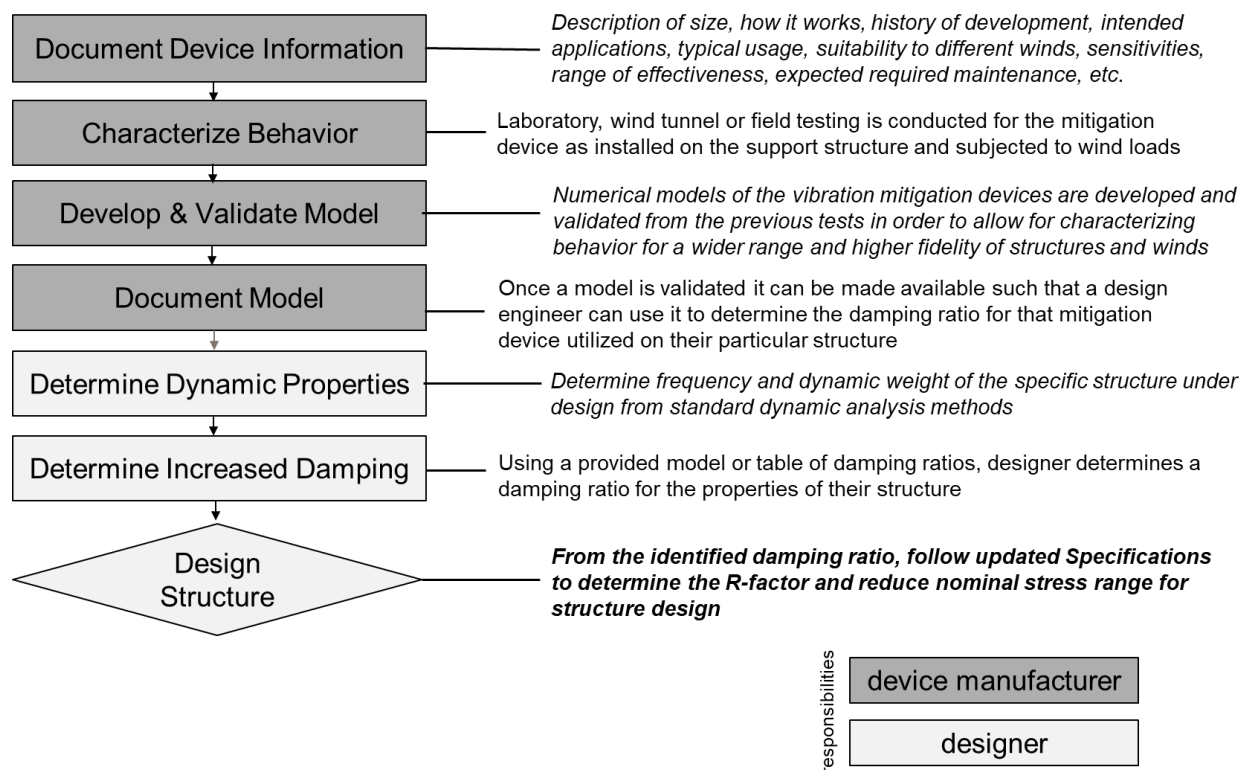 Document Device Information
Description of size, how it works, history of development, intended
applications, typical usage, suitability to different winds, sensitivities,
range of effectiveness, expected required maintenance, etc.
Characterize Behavior
Laboratory, wind tunnel or field testing is conducted for the mitigation
device as installed on the support structure and subjected to wind loads
Develop & Validate Model
Numerical models of the vibration mitigation devices are developed and
validated from the previous tests in order to allow for characterizing
behavior for a wider range and higher fidelity of structures and winds
Document Model
Once a model is validated it can be made available such that a design
engineer can use it to determine the damping ratio for that mitigation
device utilized on their particular structure
Determine Dynamic Properties
Determine frequency and dynamic weight of the specific structure under
design from standard dynamic analysis methods
Determine Increased Damping
Using a provided model or table of damping ratios, designer determines a
damping ratio for the properties of their structure
Design
Structure
From the identified damping ratio, follow updated Specifications
to determine the R-factor and reduce nominal stress range for
structure design
responsibilities
device manufacturer
designer